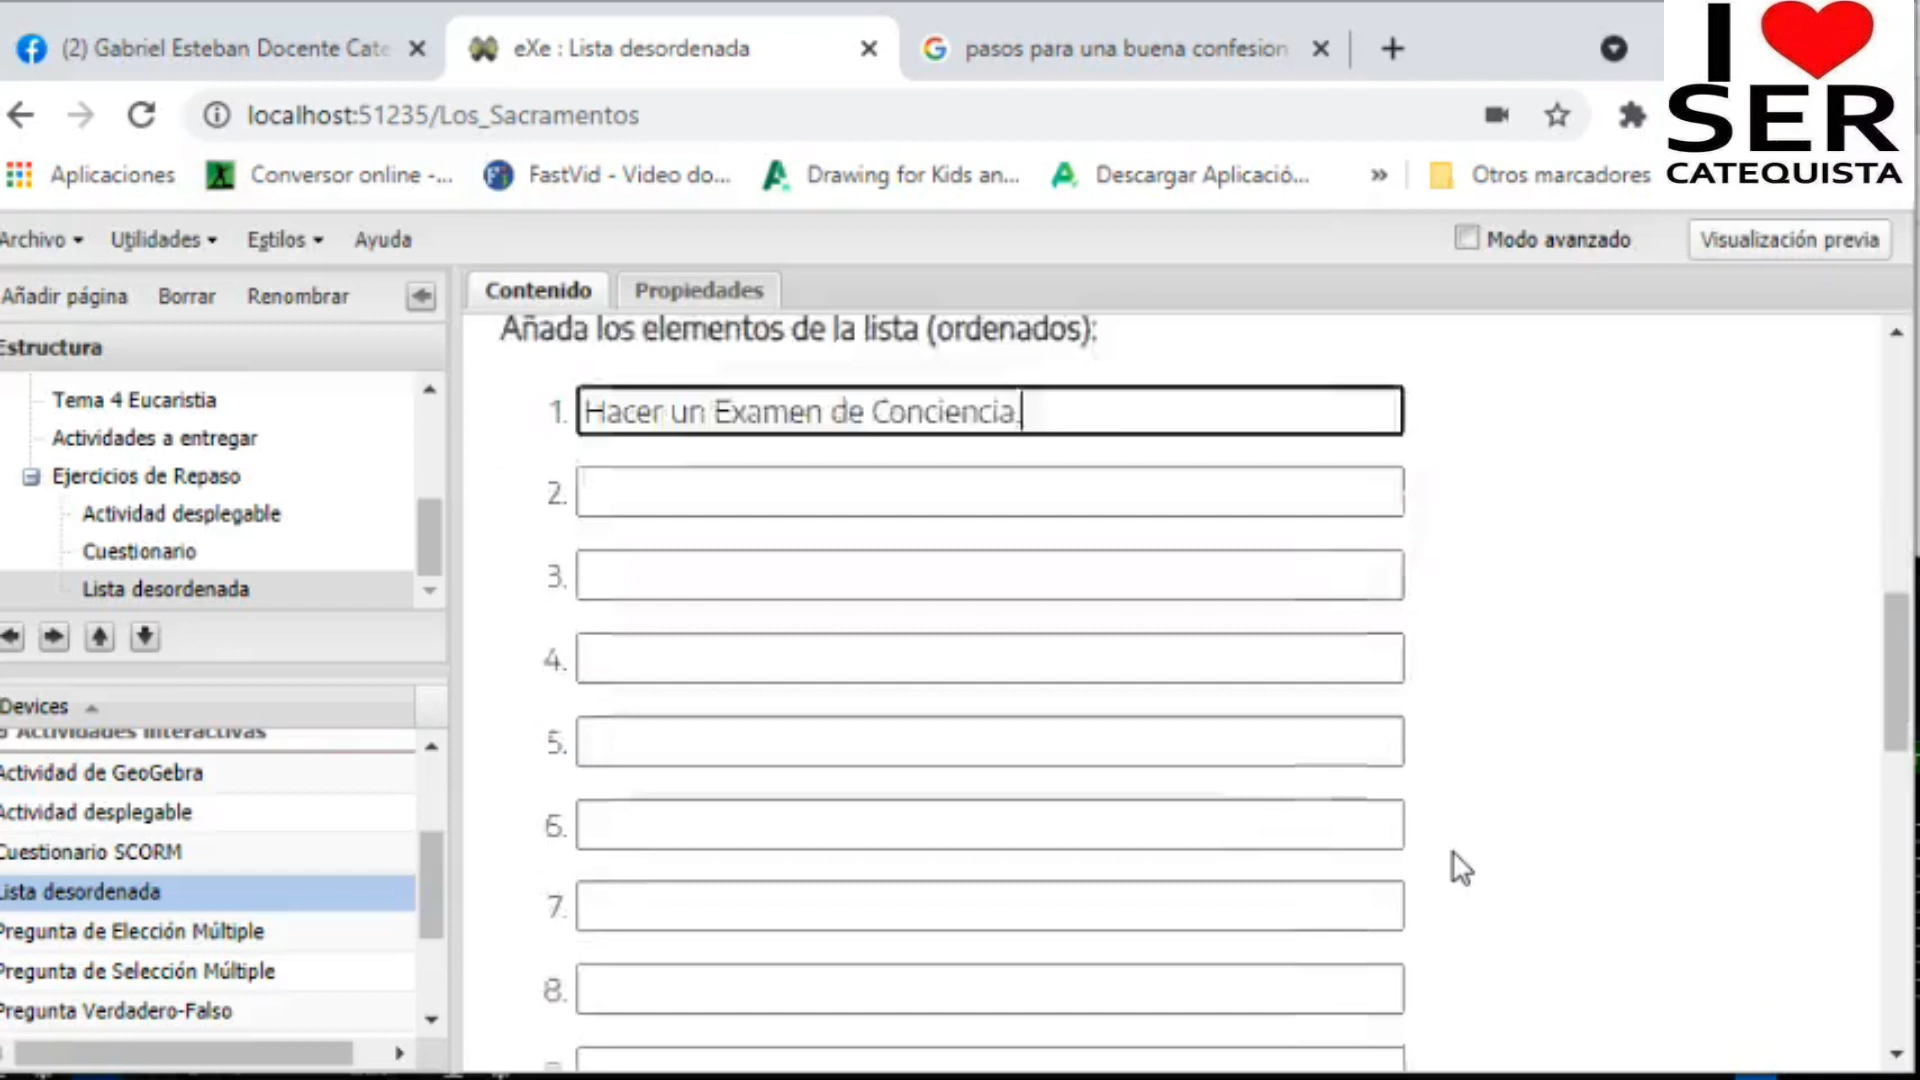 (2) Gabriel Esteban Docente Cate
eXe : Lista desordenada
pasos para una buena confesion
I
SER
CATEQUISTA
localhost:51235/Los_Sacramentos
Aplicaciones
Conversor online -...
FastVid - Video do...
Drawing for Kids an...
Descargar Aplicació...
»
Otros marcadores
Archivo
Utilidades
Estilos
Ayuda
Modo avanzado
Visualización previa
Añadir página
Borrar
Renombrar
Contenido
Propiedades
Estructura
Añada los elementos de la lista (ordenados):
Tema 4 Eucaristia
Actividades a entregar
Ejercicios de Repaso
Actividad desplegable
Cuestionario
Lista desordenada
1. Hacer un Examen de Conciencia.
2.
3.
4.
5.
6.
7.
8.
Devices
Actividades Interactivas
Actividad de GeoGebra
Actividad desplegable
Cuestionario SCORM
Lista desordenada
Pregunta de Elección Múltiple
Pregunta de Selección Múltiple
Pregunta Verdadero-Falso